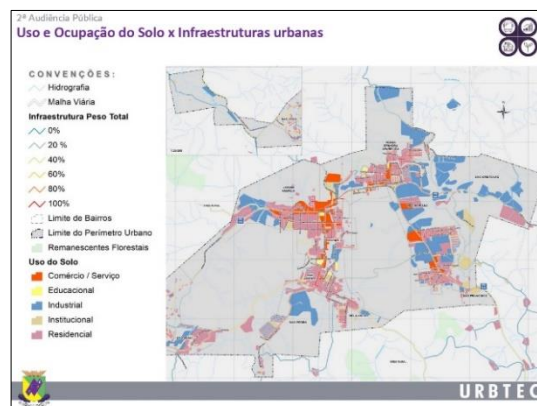 2ª Audiência Pública
Uso e Ocupação do Solo x Infraestruturas urbanas
CONVENÇÕES:
Hidrografia
Malha Viária
Infraestrutura Peso Total
0%
20 %
40%
60%
80%
100%
Limite de Bairros
Limite do Perímetro Urbano
Remanescentes Florestais
Uso do Solo
Comércio / Serviço
Educacional
Industrial
Institucional
Residencial
URBTEC